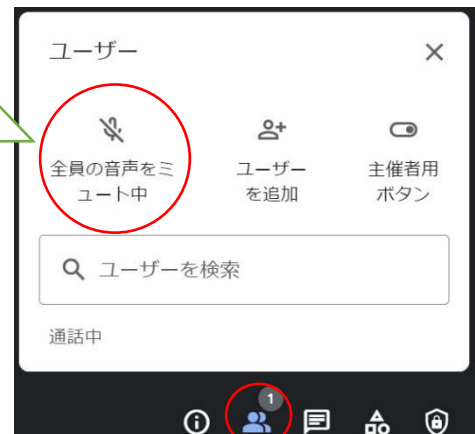 ユーザー
全員の音声をミ
ュート中
ユーザー
を追加
主催者用
ボタン
ユーザーを検索
通話中
1